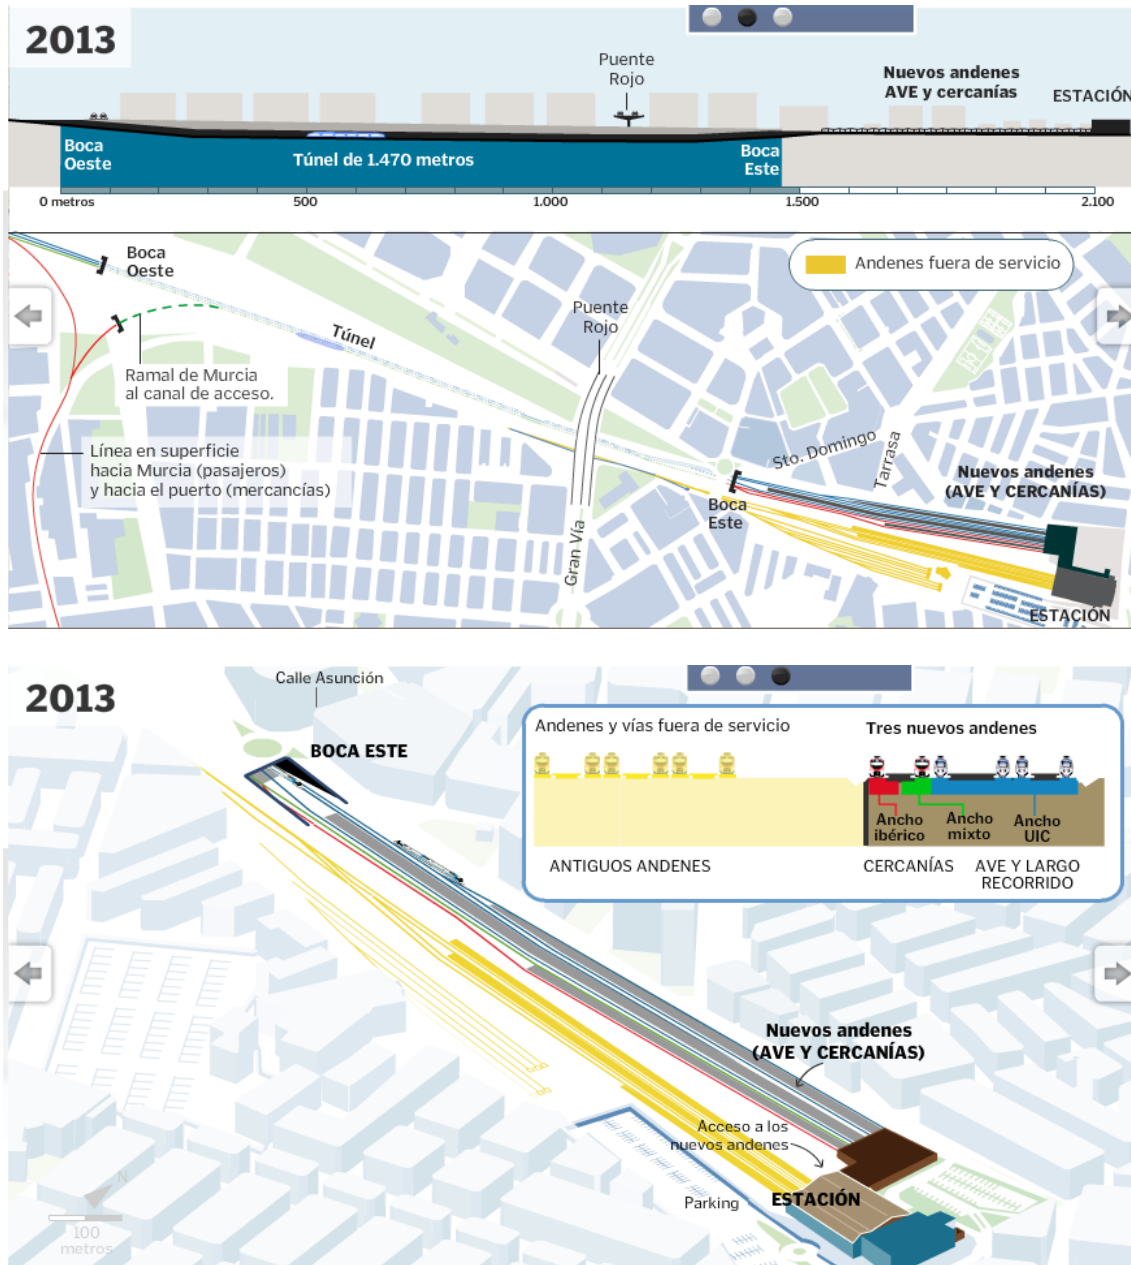 2013
Puente
Rojo
Nuevos andenes
AVE y cercanías
ESTACIÓN
Boca
Oeste
Túnel de 1.470 metros
Boca
Este
0 metros
500
1.000
1.500
2.100
Boca
Oeste
Andenes fuera de servicio
Puente
Rojo
Túnel
Ramal de Murcia
al canal de acceso.
Línea en superficie
hacia Murcia (pasajeros)
y hacia el puerto (mercancías)
Sto. Domingo
Tarrasa
Nuevos andenes
(AVE Y CERCANÍAS)
Boca
Este
Gran Vía
ESTACIÓN
2013
Calle Asunción
BOCA ESTE
Andenes y vías fuera de servicio
Tres nuevos andenes
Ancho
ibérico
Ancho
mixto
Ancho
UIC
ANTIGUOS ANDENES
CERCANÍAS
AVE Y LARGO
RECORRIDO
Nuevos andenes
(AVE Y CERCANÍAS)
Acceso a los
nuevos andenes
Parking
ESTACIÓN
N
100
metros